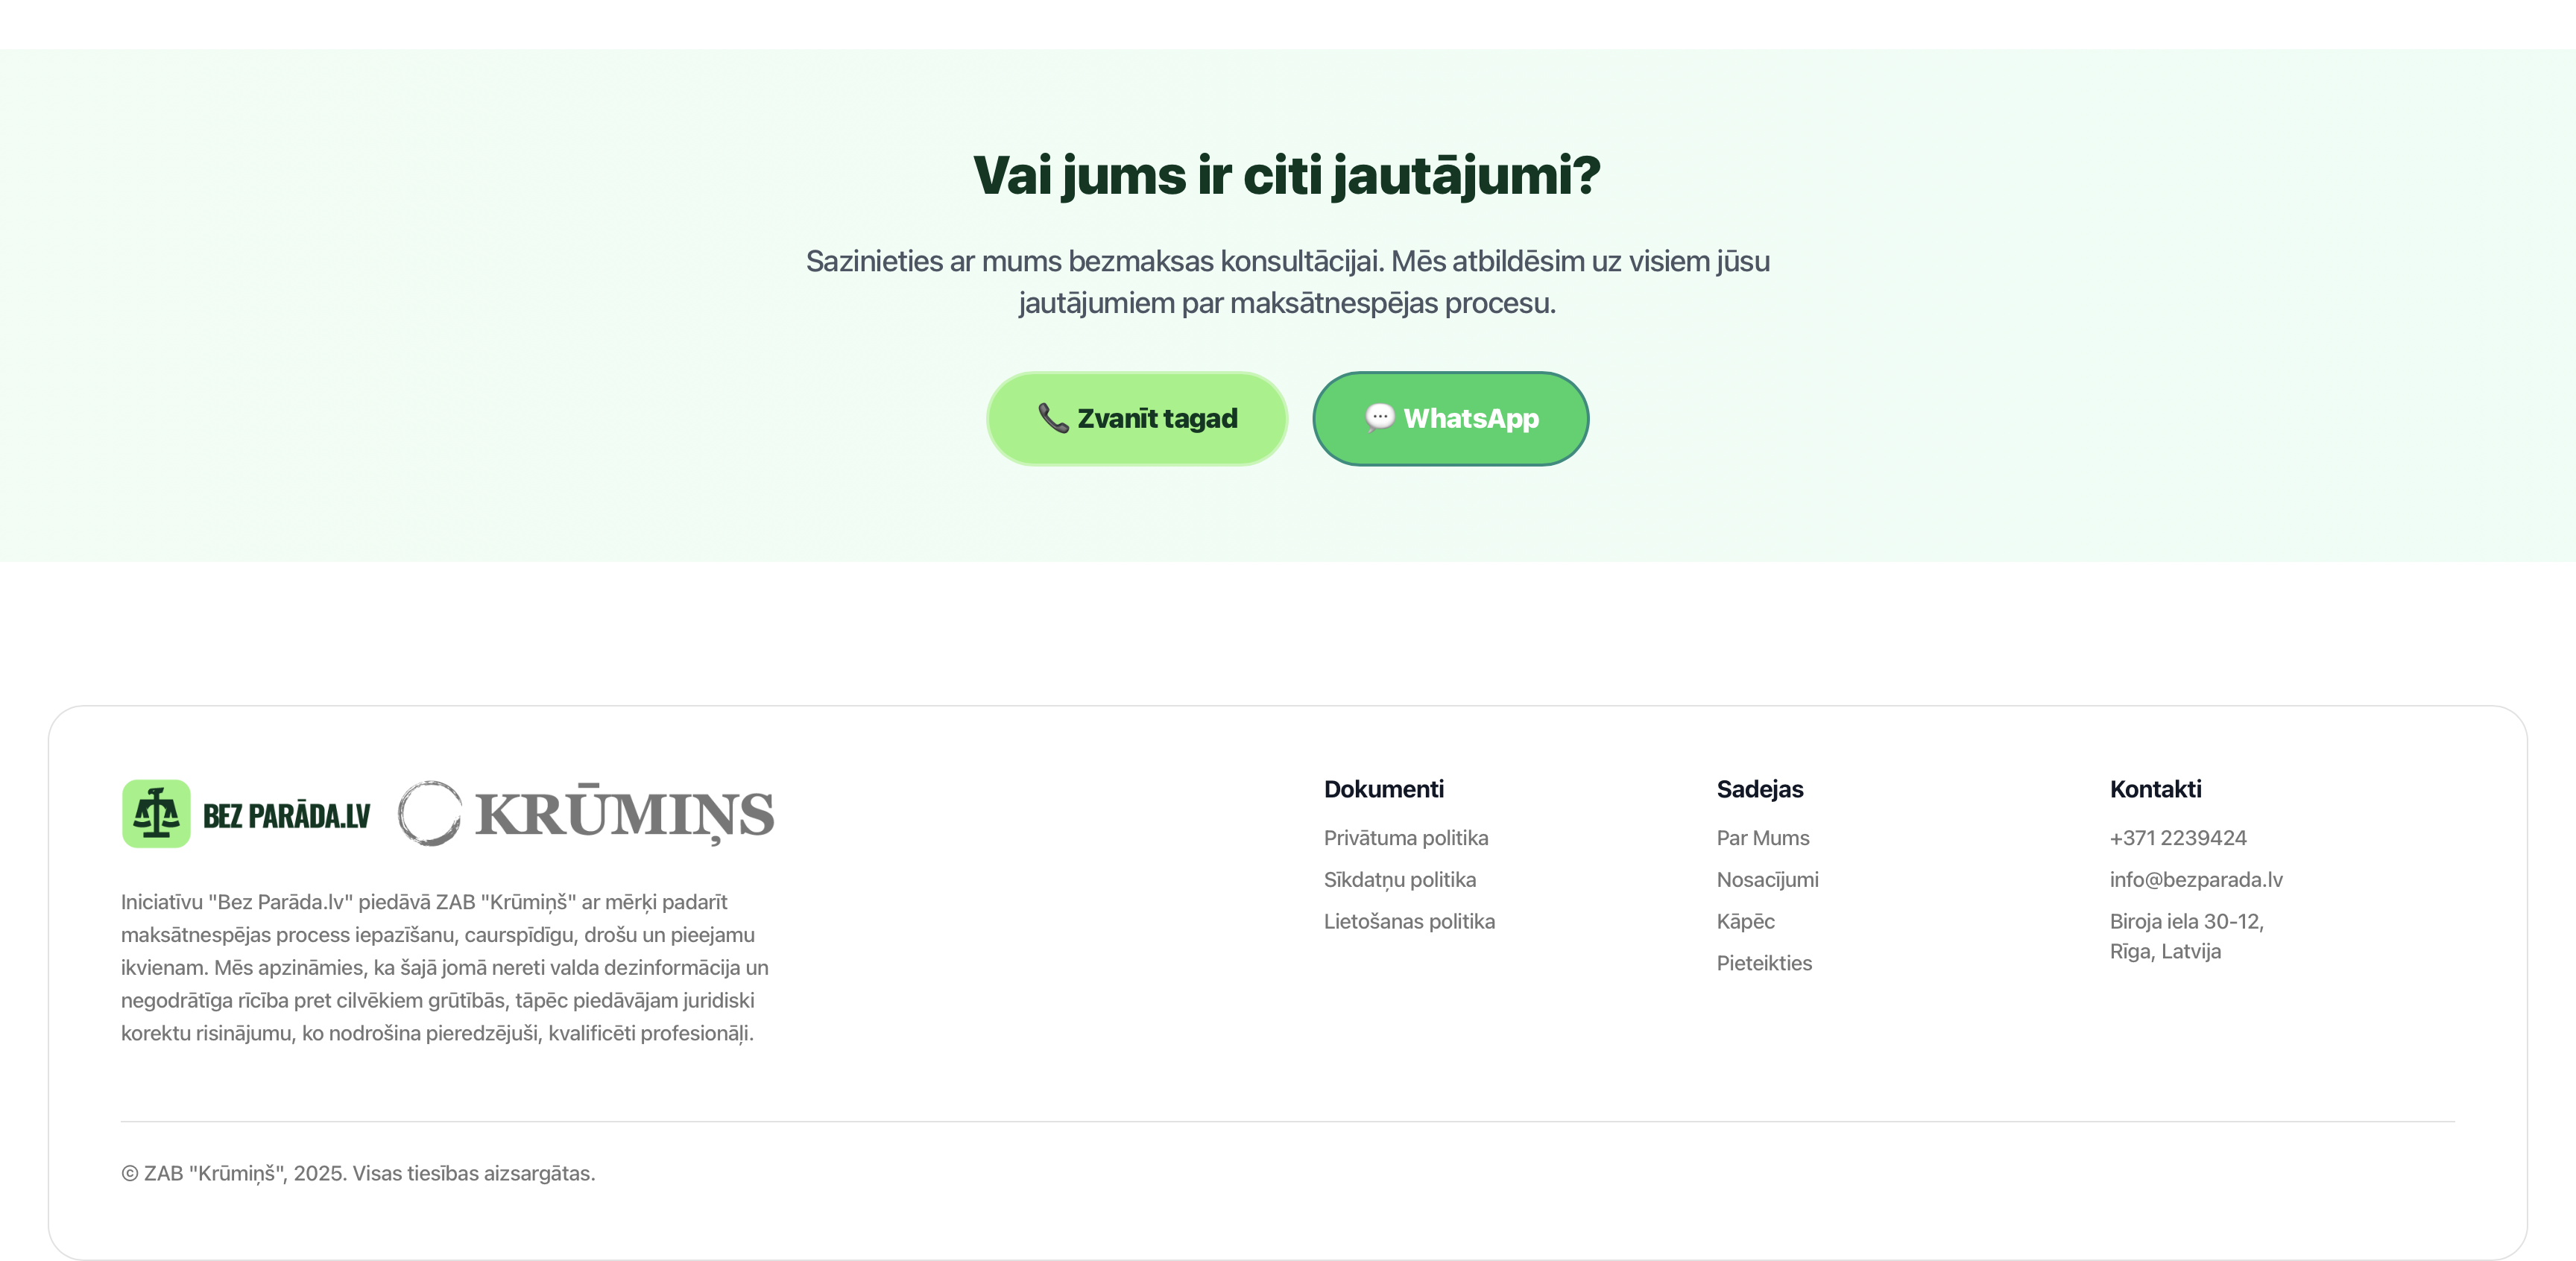 Vai jums ir citi jautājumi?
Sazinieties ar mums bezmaksas konsultācijai. Mēs atbildēsim uz visiem jūsu
jautājumiem par maksātnespējas procesu.
📞 Zvanīt tagad
💬 WhatsApp
BEZ PARĀDA.LV
KRŪMIŅS
Iniciatīvu "Bez Parāda.lv" piedāvā ZAB "Krūmiņš" ar mērķi padarīt
maksātnespējas process iepazīšanu, caurspīdīgu, drošu un pieejamu
ikvienam. Mēs apzināmies, ka šajā jomā nereti valda dezinformācija un
negodrātīga rīcība pret cilvēkiem grūtībās, tāpēc piedāvājam juridiski
korektu risinājumu, ko nodrošina pieredzējuši, kvalificēti profesionāļi.
Dokumenti
Privātuma politika
Sīkdatņu politika
Lietošanas politika
Sadejas
Par Mums
Nosacījumi
Kāpēc
Pieteikties
Kontakti
+371 2239424
info@bezparada.lv
Biroja iela 30-12,
Rīga, Latvija
© ZAB "Krūmiņš", 2025. Visas tiesības aizsargātas.